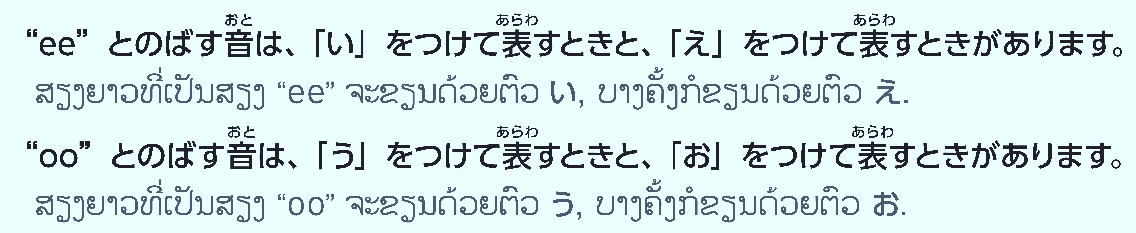 “ee” とのばす音は、「い」をつけて表すときと、「え」をつけて表すときがあります。
ສຽງຍາວທີ່ເປັນສຽງ “ee” ຈະຂຽນດ້ວຍຕົວ い, ບາງຄັ້ງກໍຂຽນດ້ວຍຕົວ え.
“oo” とのばす音は、「う」をつけて表すときと、「お」をつけて表すときがあります。
ສຽງຍາວທີ່ເປັນສຽງ “oo” ຈະຂຽນດ້ວຍຕົວ う, ບາງຄັ້ງກໍຂຽນດ້ວຍຕົວ お.